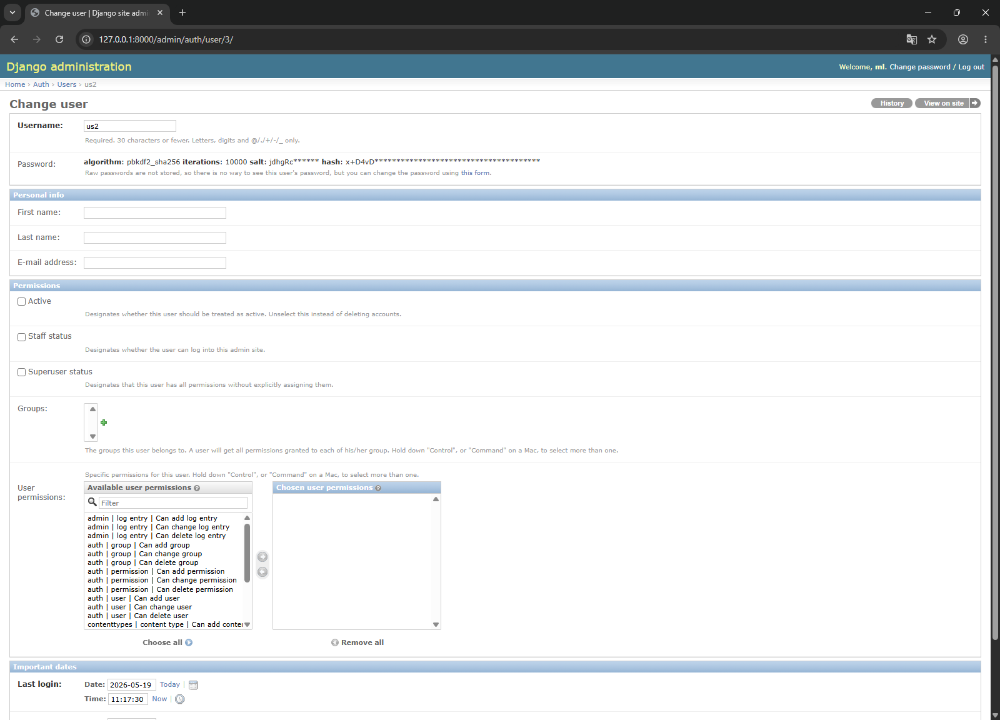 Change user | Django site admi
127.0.0.1:8000/admin/auth/user/3/
Django administration
Welcome, ml. Change password / Log out
Home › Auth › Users › us2
Change user
History
View on site
Username:
us2
Required. 30 characters or fewer. Letters, digits and @/./+/-/_ only.
Password:
algorithm: pbkdf2_sha256 iterations: 10000 salt: jdhgRc****** hash: x+D4vD**************************************
Raw passwords are not stored, so there is no way to see this user's password, but you can change the password using this form.
Personal info
First name:
Last name:
E-mail address:
Permissions
Active
Designates whether this user should be treated as active. Unselect this instead of deleting accounts.
Staff status
Designates whether the user can log into this admin site.
Superuser status
Designates that this user has all permissions without explicitly assigning them.
Groups:
The groups this user belongs to. A user will get all permissions granted to each of his/her group. Hold down "Control", or "Command" on a Mac, to select more than one.
Specific permissions for this user. Hold down "Control", or "Command" on a Mac, to select more than one.
User permissions:
Available user permissions ?
Filter
admin | log entry | Can add log entry
admin | log entry | Can change log entry
admin | log entry | Can delete log entry
auth | group | Can add group
auth | group | Can change group
auth | group | Can delete group
auth | permission | Can add permission
auth | permission | Can change permission
auth | permission | Can delete permission
auth | user | Can add user
auth | user | Can change user
auth | user | Can delete user
contenttypes | content type | Can add conte
Choose all
Chosen user permissions ?
Remove all
Important dates
Last login:
Date: 2026-05-19 Today |
Time: 11:17:30 Now |